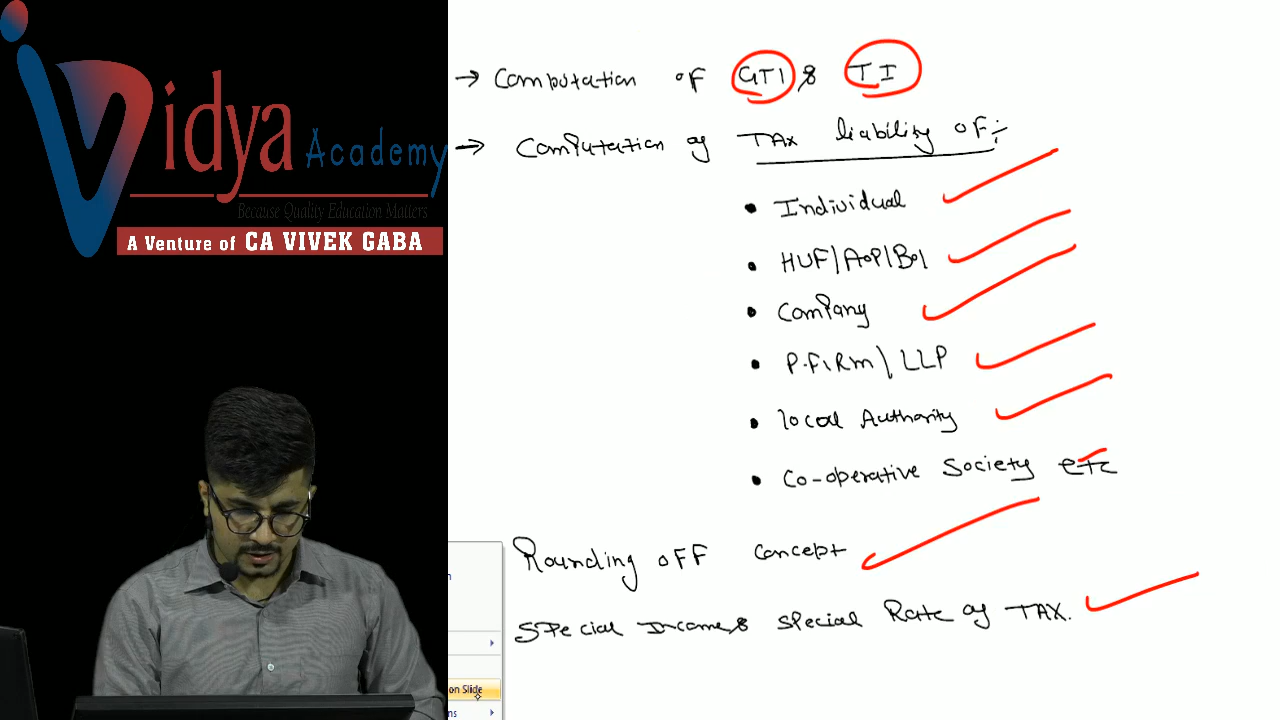 Vidya Academy
Because Quality Education Matters
A Venture of CA VIVEK GABA
→ Computation of GTI & TI
→ Computation of TAx liability of:-
• Individual
• HUF/AOP/BOI
• Company
• P.FIRm \ LLP
• local Authority
• Co-operative Society etc
Rounding off concept
Special Income & Special Rate of TAX.
on Slide